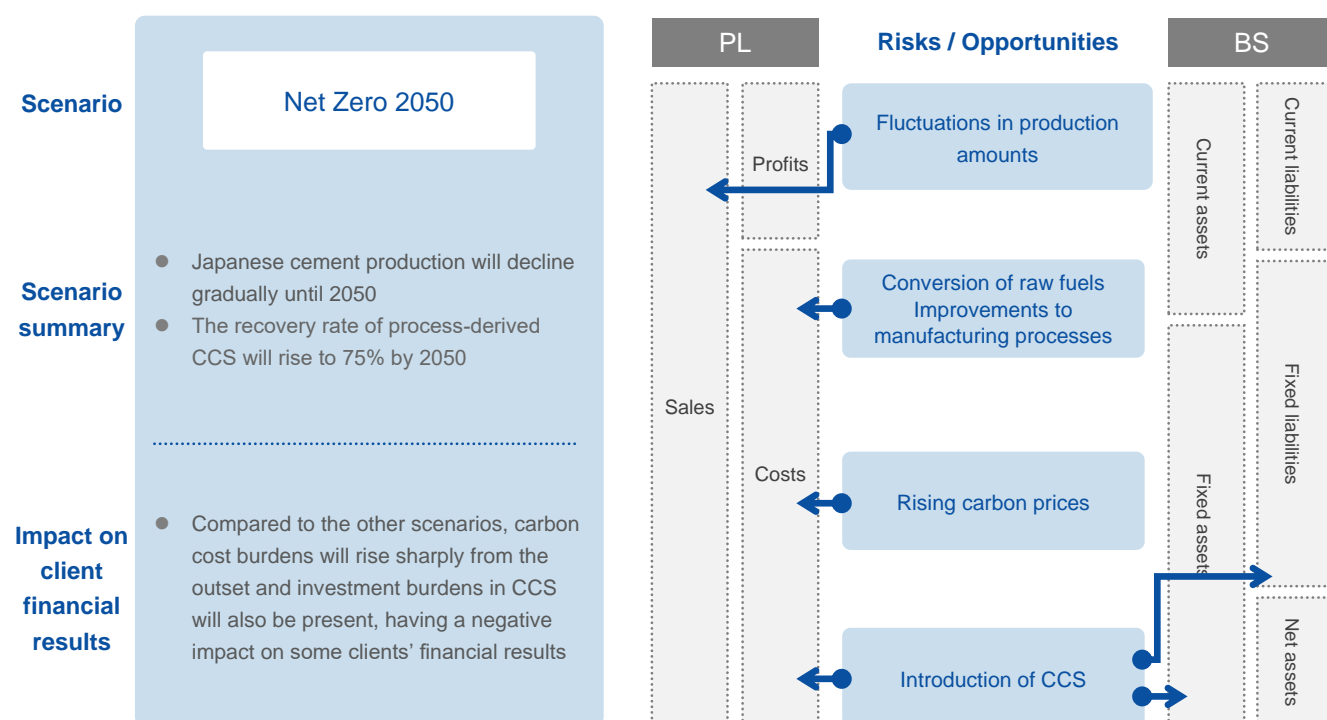 Scenario
Net Zero 2050
Scenario
summary
● Japanese cement production will decline
gradually until 2050
● The recovery rate of process-derived
CCS will rise to 75% by 2050
Impact on
client
financial
results
● Compared to the other scenarios, carbon
cost burdens will rise sharply from the
outset and investment burdens in CCS
will also be present, having a negative
impact on some clients' financial results
PL
Risks / Opportunities
BS
Sales
Profits
Costs
Fluctuations in production
amounts
Conversion of raw fuels
Improvements to
manufacturing processes
Rising carbon prices
Introduction of CCS
Current assets
Fixed assets
Current liabilities
Fixed liabilities
Net assets